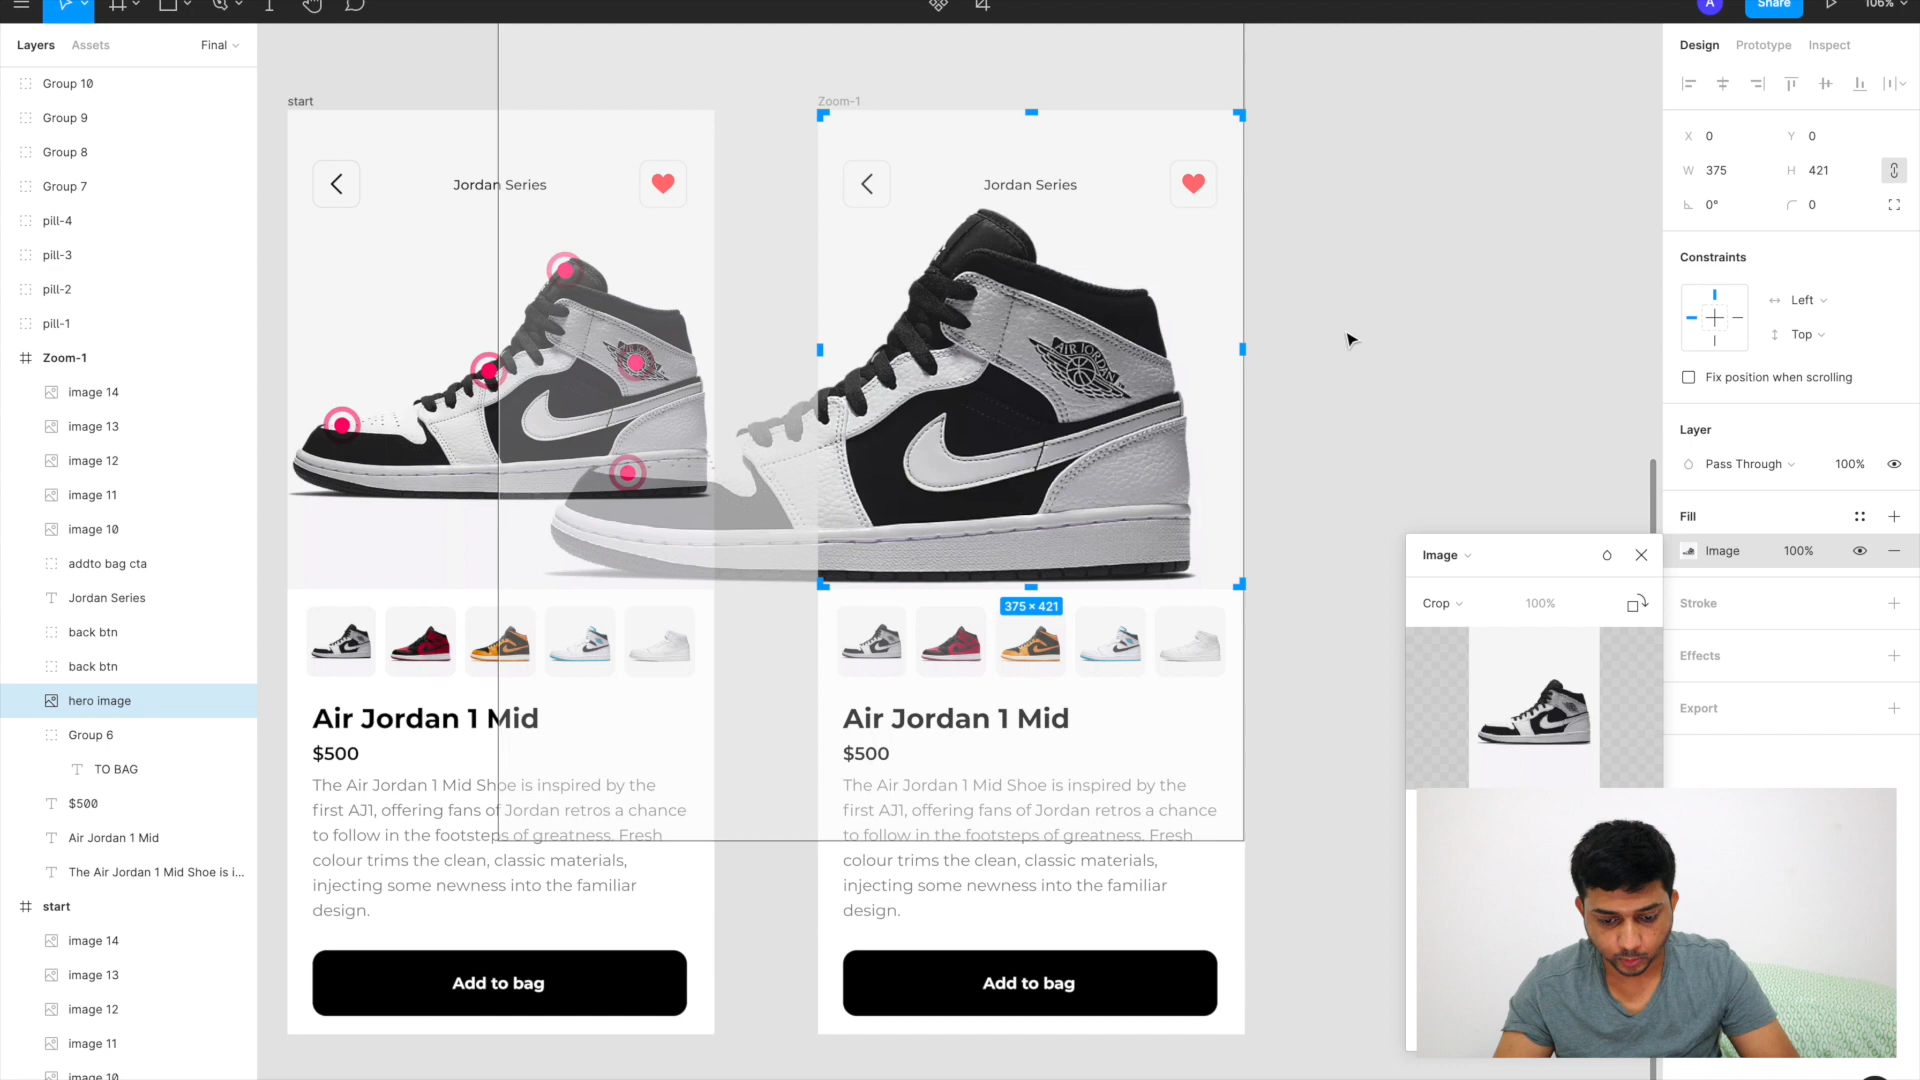 A
Share
106%
Layers
Assets
Final
Group 10
Group 9
Group 8
Group 7
pill-4
pill-3
pill-2
pill-1
Zoom-1
image 14
image 13
image 12
image 11
image 10
addto bag cta
Jordan Series
back btn
back btn
hero image
Group 6
TO BAG
$500
Air Jordan 1 Mid
The Air Jordan 1 Mid Shoe is i...
start
image 14
image 13
image 12
image 11
image 10
start
Jordan Series
Air Jordan 1 Mid
$500
The Air Jordan 1 Mid Shoe is inspired by the
first AJ1, offering fans of Jordan retros a chance
to follow in the footsteps of greatness. Fresh
colour trims the clean, classic materials,
injecting some newness into the familiar
design.
Add to bag
Zoom-1
Jordan Series
AIR JORDAN
375 × 421
Air Jordan 1 Mid
$500
The Air Jordan 1 Mid Shoe is inspired by the
first AJ1, offering fans of Jordan retros a chance
to follow in the footsteps of greatness. Fresh
colour trims the clean, classic materials,
injecting some newness into the familiar
design.
Add to bag
Design
Prototype
Inspect
X 0
Y 0
W 375
H 421
0°
0
Constraints
Left
Top
Fix position when scrolling
Layer
Pass Through
100%
Fill
Image
100%
Stroke
Effects
Export
Image
Crop
100%